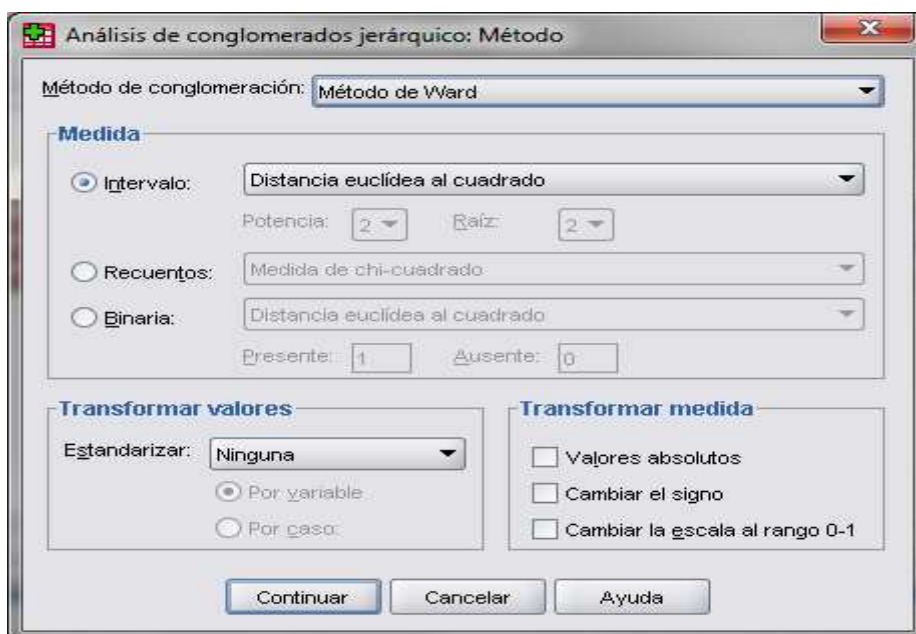 Análisis de conglomerados jerárquico: Método
Método de conglomeración: Método de Ward
Medida
Intervalo: Distancia euclídea al cuadrado
Potencia: 2 Raíz: 2
Recuentos: Medida de chi-cuadrado
Binaria: Distancia euclídea al cuadrado
Presente: 1 Ausente: 0
Transformar valores
Estandarizar: Ninguna
Por variable
Por caso:
Transformar medida
Valores absolutos
Cambiar el signo
Cambiar la escala al rango 0-1
Continuar Cancelar Ayuda